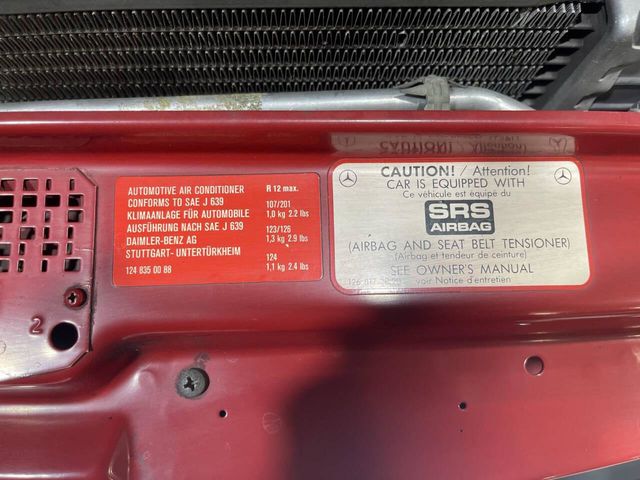 AUTOMOTIVE AIR CONDITIONER
CONFORMS TO SAE J 639
KLIMAANLAGE FÜR AUTOMOBILE
AUSFÜHRUNG NACH SAE J 639
DAIMLER-BENZ AG
STUTTGART- UNTERTÜRKHEIM
124 835 00 88
R 12 max.
107/201
1,0 kg 2.2 lbs
123/126
1,3 kg 2.9 lbs
124
1,1 kg 2.4 lbs
CAUTION! / Attention!
CAR IS EQUIPPED WITH
Ce véhicule est équipé du
SRS
AIRBAG
(AIRBAG AND SEAT BELT TENSIONER)
(Airbag et tendeur de ceinture)
SEE OWNER'S MANUAL
voir Notice d'entretien
2